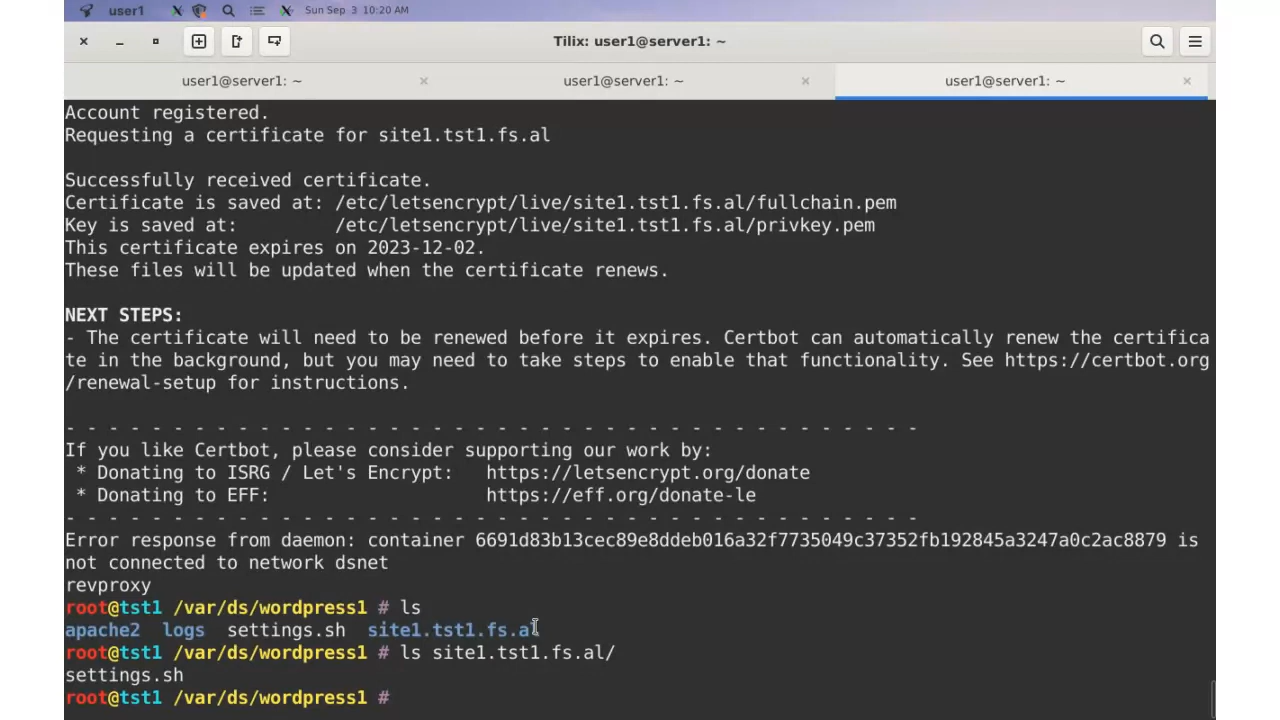 user1 Sun Sep 3 10:20 AM
Tilix: user1@server1: ~
user1@server1: ~ user1@server1: ~ user1@server1: ~
Account registered.
Requesting a certificate for site1.tst1.fs.al
Successfully received certificate.
Certificate is saved at: /etc/letsencrypt/live/site1.tst1.fs.al/fullchain.pem
Key is saved at:         /etc/letsencrypt/live/site1.tst1.fs.al/privkey.pem
This certificate expires on 2023-12-02.
These files will be updated when the certificate renews.
NEXT STEPS:
- The certificate will need to be renewed before it expires. Certbot can automatically renew the certifica
te in the background, but you may need to take steps to enable that functionality. See https://certbot.org
/renewal-setup for instructions.
- - - - - - - - - - - - - - - - - - - - - - - - - - - - - - - - - - - - - - - -
If you like Certbot, please consider supporting our work by:
 * Donating to ISRG / Let's Encrypt:   https://letsencrypt.org/donate
 * Donating to EFF:                    https://eff.org/donate-le
- - - - - - - - - - - - - - - - - - - - - - - - - - - - - - - - - - - - - - - -
Error response from daemon: container 6691d83b13cec89e8ddeb016a32f7735049c37352fb192845a3247a0c2ac8879 is
not connected to network dsnet
revproxy
root@tst1 /var/ds/wordpress1 # ls
apache2  logs  settings.sh  site1.tst1.fs.al
root@tst1 /var/ds/wordpress1 # ls site1.tst1.fs.al/
settings.sh
root@tst1 /var/ds/wordpress1 #